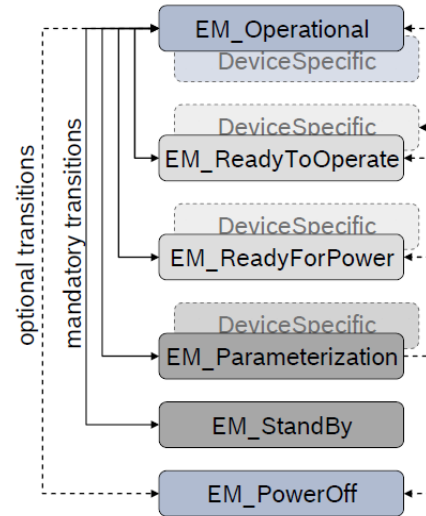 EM_Operational
DeviceSpecific
DeviceSpecific
EM_ReadyToOperate
DeviceSpecific
EM_ReadyForPower
DeviceSpecific
EM_Parameterization
EM_StandBy
EM_PowerOff
optional transitions
mandatory transitions